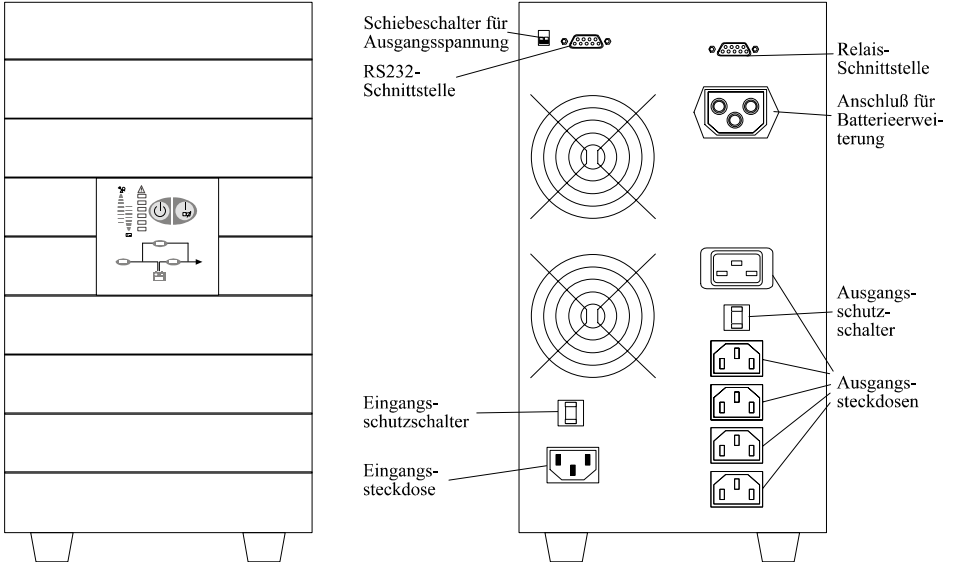 Schiebeschalter für
Ausgangsspannung
RS232-
Schnittstelle
Relais-
Schnittstelle
Anschluß für
Batterieerwei-
terung
Ausgangs-
schutz-
schalter
Ausgangs-
steckdosen
Eingangs-
schutzschalter
Eingangs-
steckdose